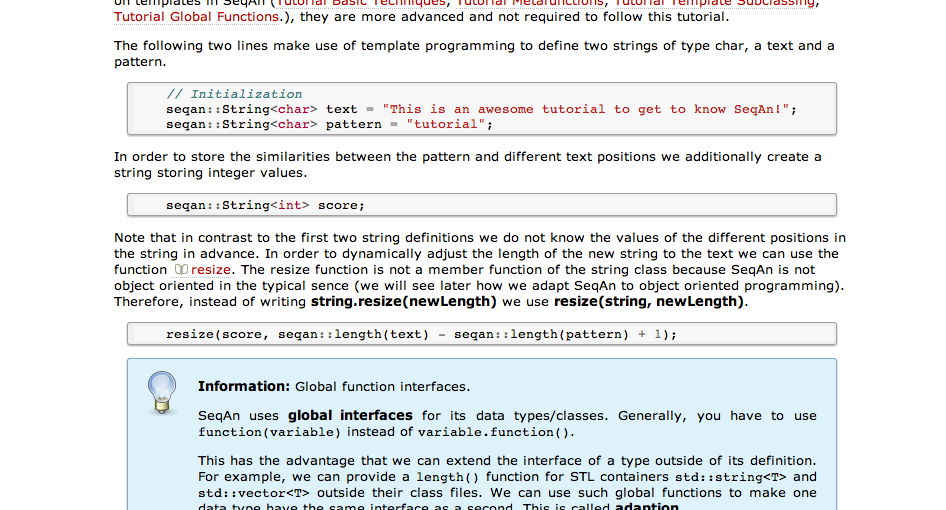 on templates in SeqAn (Tutorial Basic Techniques, Tutorial Metafunctions, Tutorial Template Subclassing,
Tutorial Global Functions.), they are more advanced and not required to follow this tutorial.
The following two lines make use of template programming to define two strings of type char, a text and a
pattern.
// Initialization
seqan::String<char> text = "This is an awesome tutorial to get to know SeqAn!";
seqan::String<char> pattern = "tutorial";
In order to store the similarities between the pattern and different text positions we additionally create a
string storing integer values.
seqan::String<int> score;
Note that in contrast to the first two string definitions we do not know the values of the different positions in
the string in advance. In order to dynamically adjust the length of the new string to the text we can use the
function resize. The resize function is not a member function of the string class because SeqAn is not
object oriented in the typical sence (we will see later how we adapt SeqAn to object oriented programming).
Therefore, instead of writing string.resize(newLength) we use resize(string, newLength).
resize(score, seqan::length(text) - seqan::length(pattern) + 1);
Information: Global function interfaces.
SeqAn uses global interfaces for its data types/classes. Generally, you have to use
function(variable) instead of variable.function().
This has the advantage that we can extend the interface of a type outside of its definition.
For example, we can provide a length() function for STL containers std::string<T> and
std::vector<T> outside their class files. We can use such global functions to make one
data type have the same interface as a second. This is called adaption.